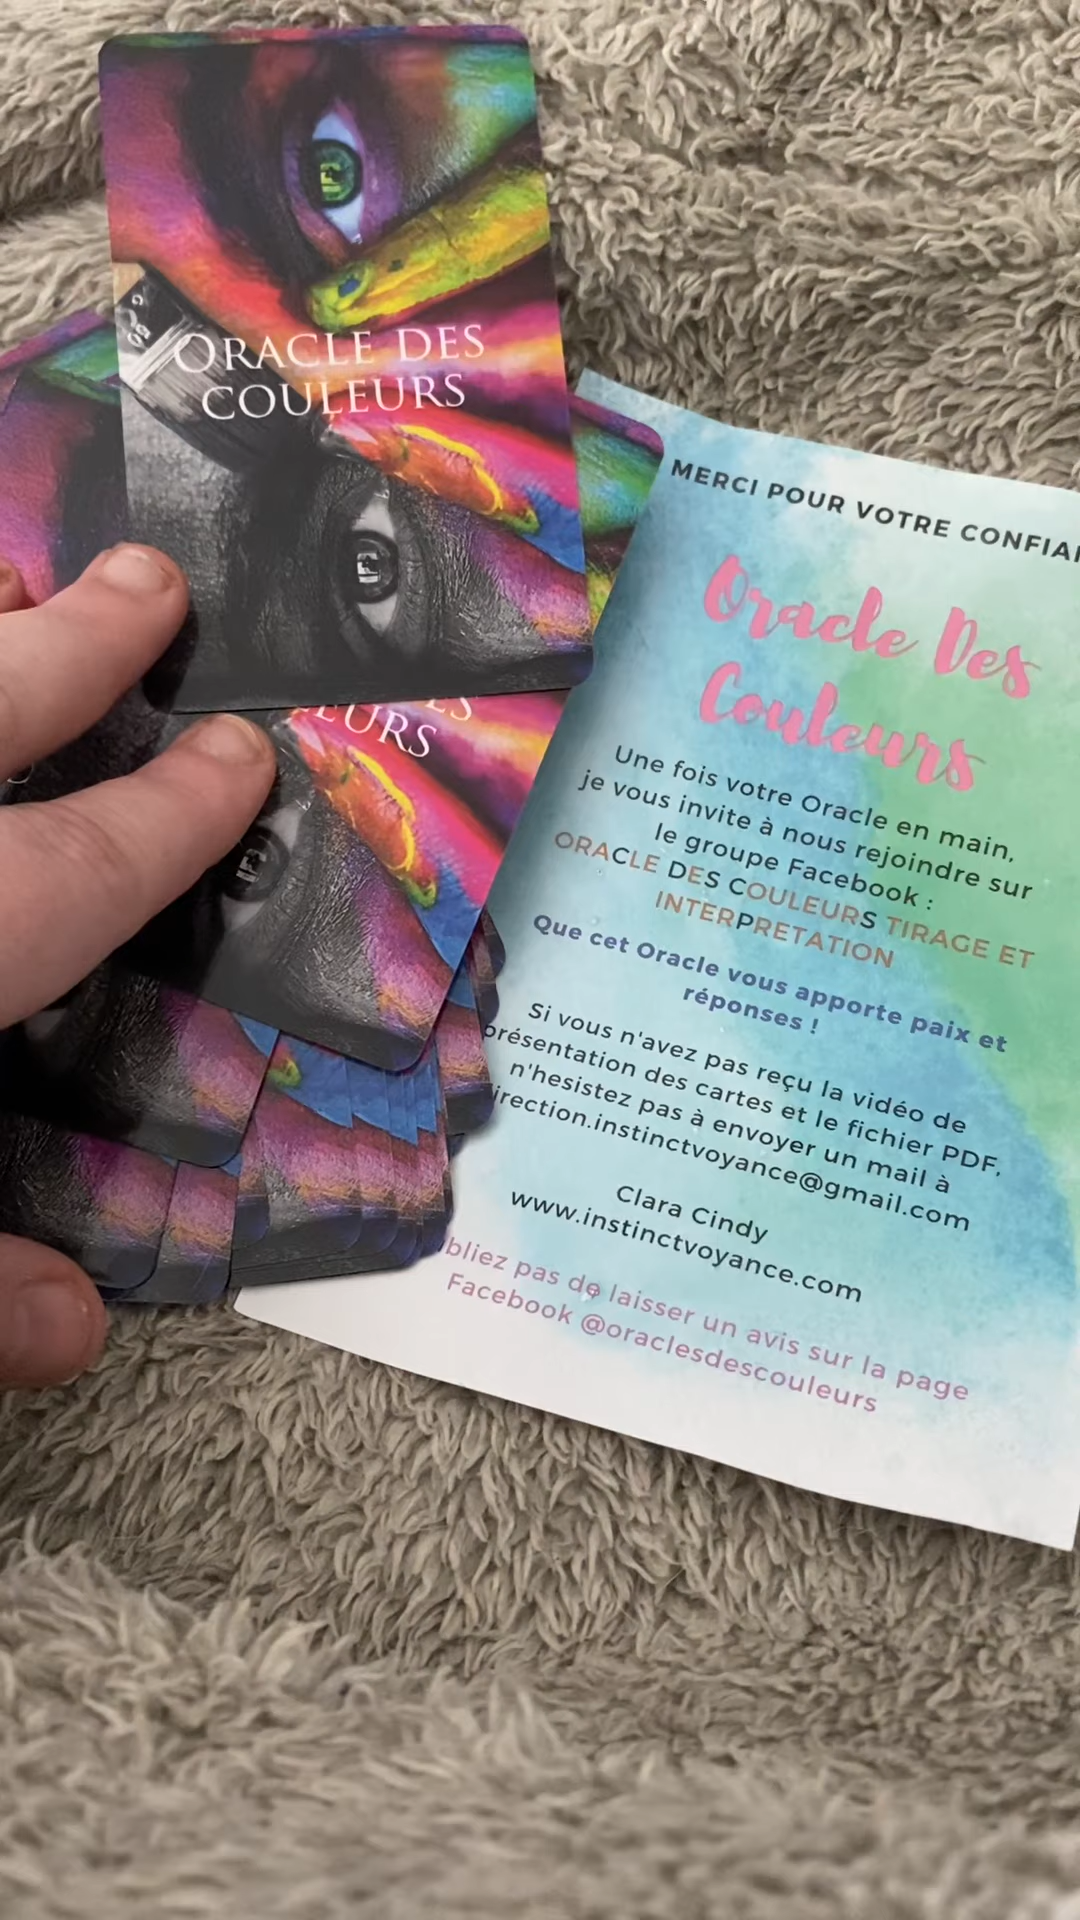 ORACLE DES
COULEURS
MERCI POUR VOTRE
Oracle Des
Couleurs
Une fois votre Oracle en main,
je vous invite à nous rejoindre sur
le groupe Facebook :
ORACLE DES COULEURS TIRAGE ET
INTERPRETATION
Que cet Oracle vous apporte paix et
réponses !
Si vous n'avez pas reçu la vidéo de
présentation des cartes et le fichier PDF,
n'hesistez pas à envoyer un mail à
irection.instinctvoyance@gmail.com
Clara Cindy
www.instinctvoyance.com
bliez pas de laisser un avis sur la page
Facebook @oraclesdescouleurs